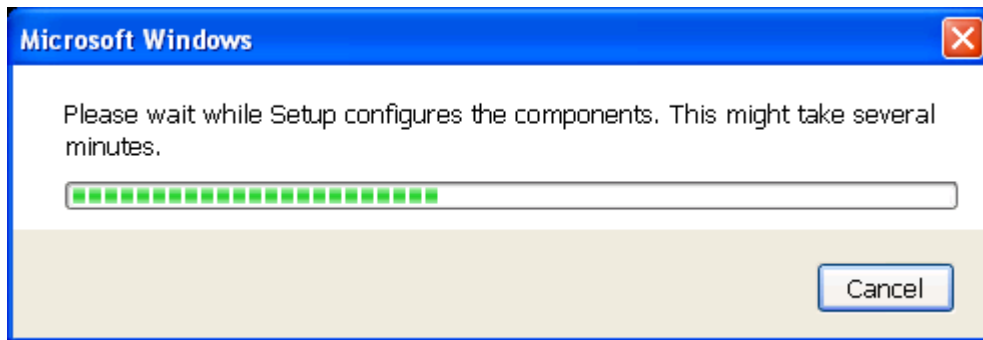 Microsoft Windows
Please wait while Setup configures the components. This might take several
minutes.
Cancel